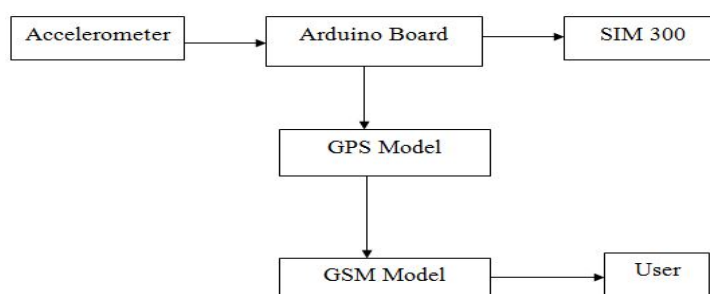 Accelerometer
Arduino Board
SIM 300
GPS Model
GSM Model
User